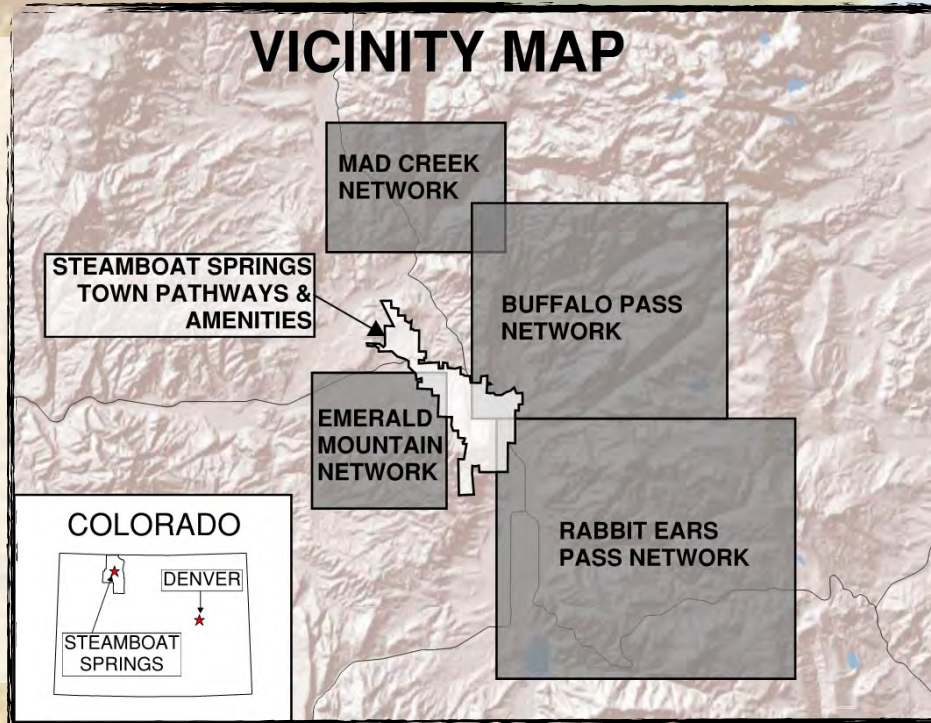 VICINITY MAP
MAD CREEK
NETWORK
STEAMBOAT SPRINGS
TOWN PATHWAYS &
AMENITIES
BUFFALO PASS
NETWORK
EMERALD
MOUNTAIN
NETWORK
RABBIT EARS
PASS NETWORK
COLORADO
DENVER
STEAMBOAT
SPRINGS